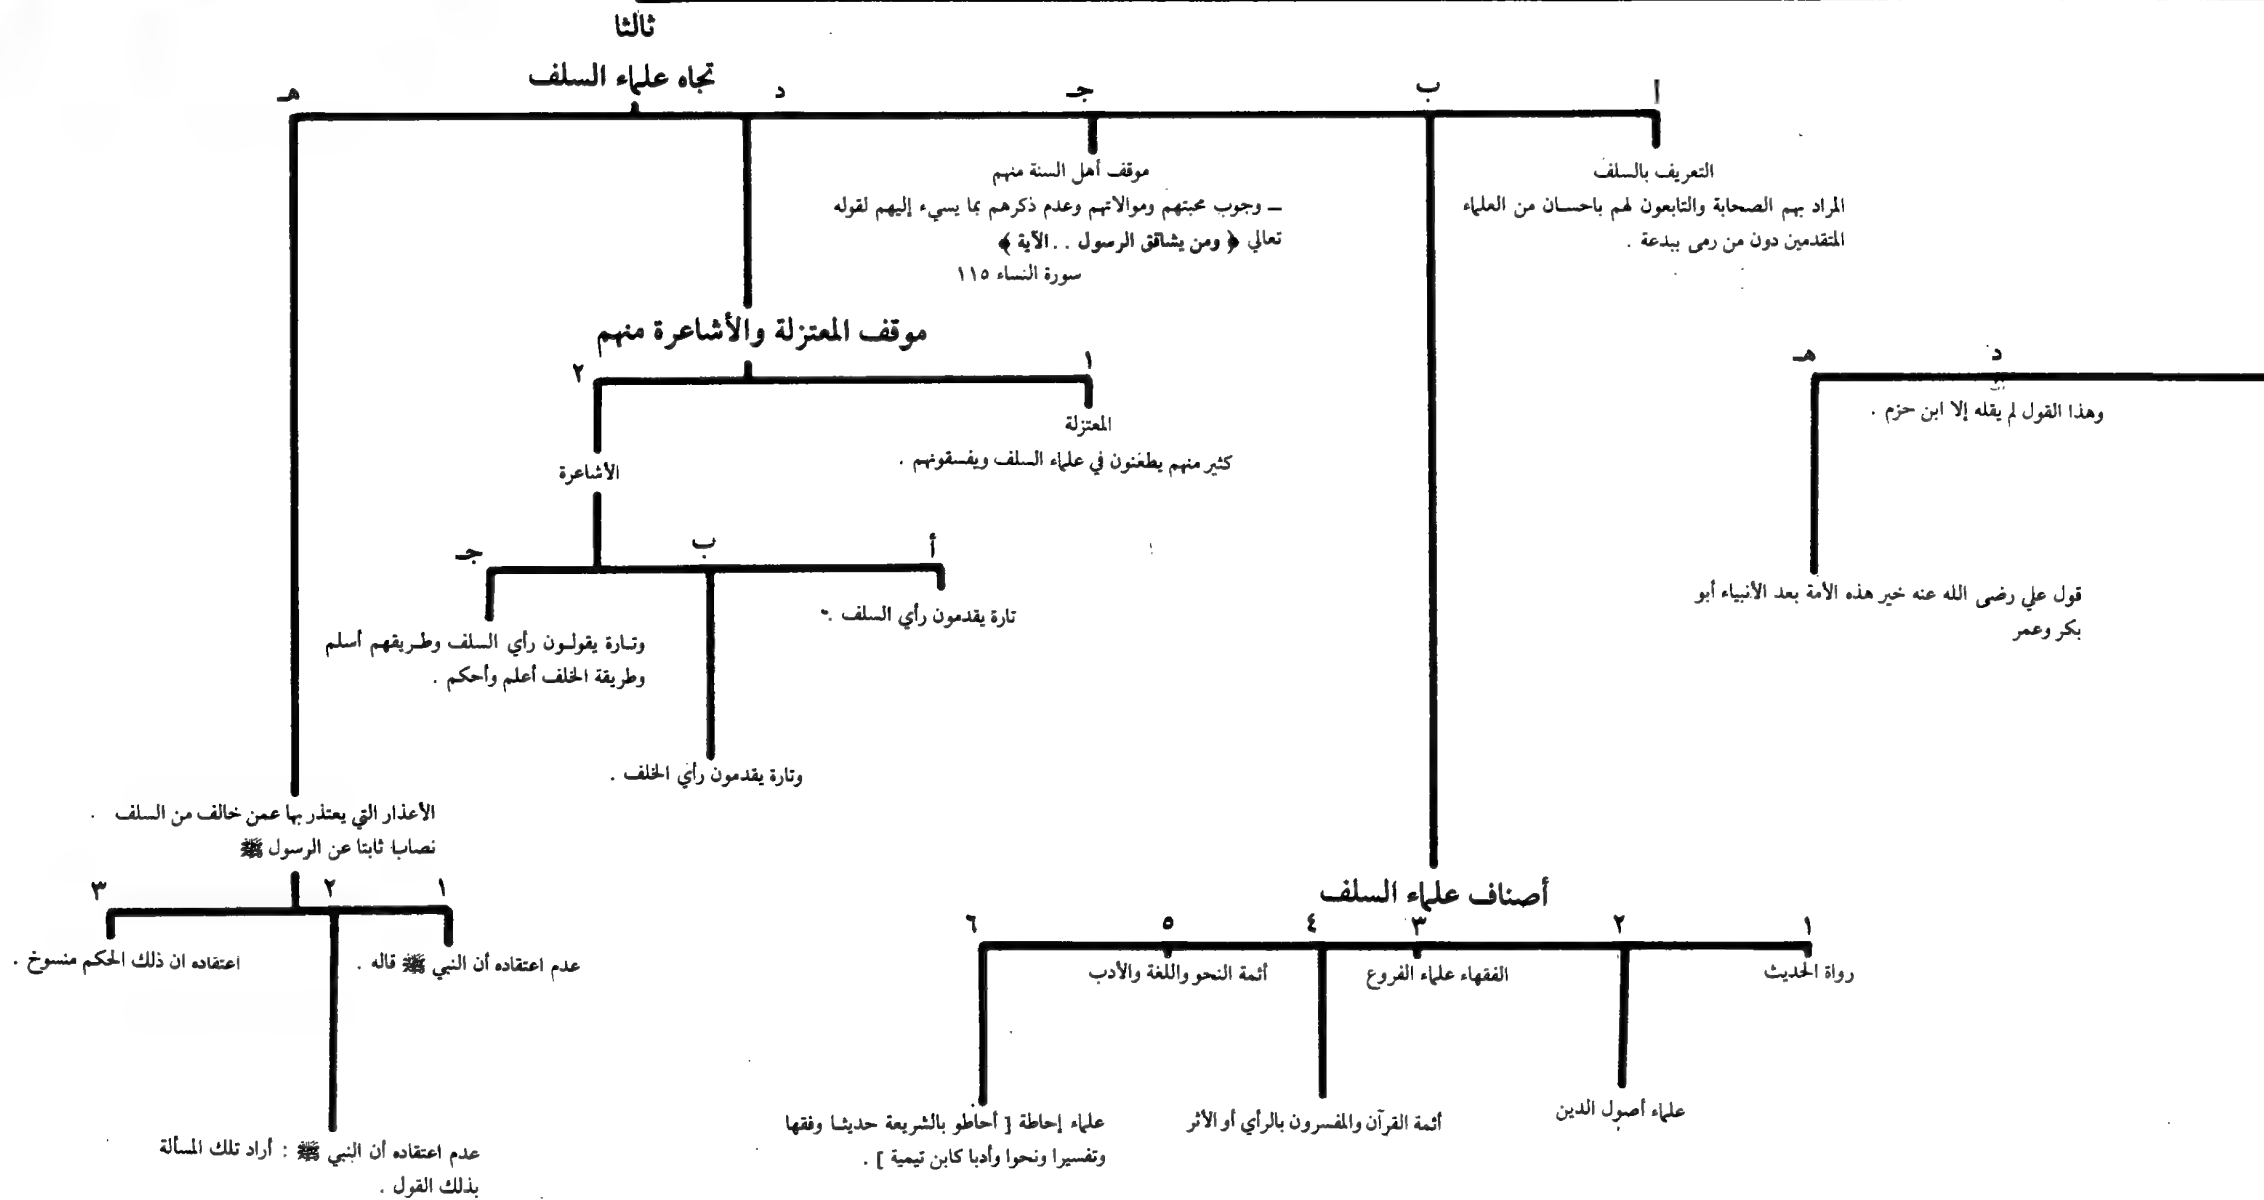 ثالثا
تجاه علماء السلف
ا
ب
جـ
د
هـ
التعريف بالسلف
المراد بهم الصحابة والتابعون لهم باحسان من العلماء
المتقدمين دون من رمى ببدعة .
موقف أهل السنة منهم
ــ وجوب محبتهم وموالاتهم وعدم ذكرهم بما يسيء إليهم لقوله
تعالي ﴿ ومن يشاقق الرسول . . الآية ﴾
سورة النساء ١١٥
موقف المعتزلة والأشاعرة منهم
١
٢
المعتزلة
كثير منهم يطعنون في علماء السلف ويفسقونهم .
الأشاعرة
أ
ب
جـ
تارة يقدمون رأي السلف .
وتارة يقدمون رأي الخلف .
وتارة يقولون رأي السلف وطريقهم أسلم
وطريقة الخلف أعلم وأحكم .
د
هـ
وهذا القول لم يقله إلا ابن حزم .
قول علي رضى الله عنه خير هذه الأمة بعد الأنبياء أبو
بكر وعمر
أصناف علماء السلف
١
٢
٣
٤
٥
٦
رواة الحديث
علماء أصول الدين
الفقهاء علماء الفروع
أئمة القرآن والمفسرون بالرأي أو الأثر
أئمة النحو واللغة والأدب
علماء إحاطة [ أحاطو بالشريعة حديثا وفقها
وتفسيرا ونحوا وأدبا كابن تيمية ] .
الأعذار التي يعتذر بها عمن خالف من السلف
نصابا ثابتا عن الرسول ﷺ
١
٢
٣
عدم اعتقاده أن النبي ﷺ قاله .
عدم اعتقاده أن النبي ﷺ : أراد تلك المسألة
بذلك القول .
اعتقاده ان ذلك الحكم منسوخ .